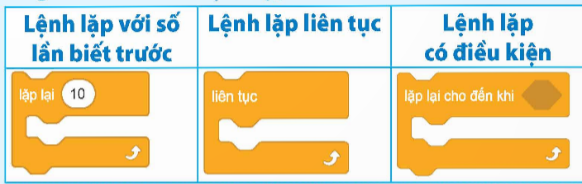 Lệnh lặp với số
lần biết trước
Lệnh lặp liên tục
Lệnh lặp
có điều kiện
lặp lại 10
liên tục
lặp lại cho đến khi